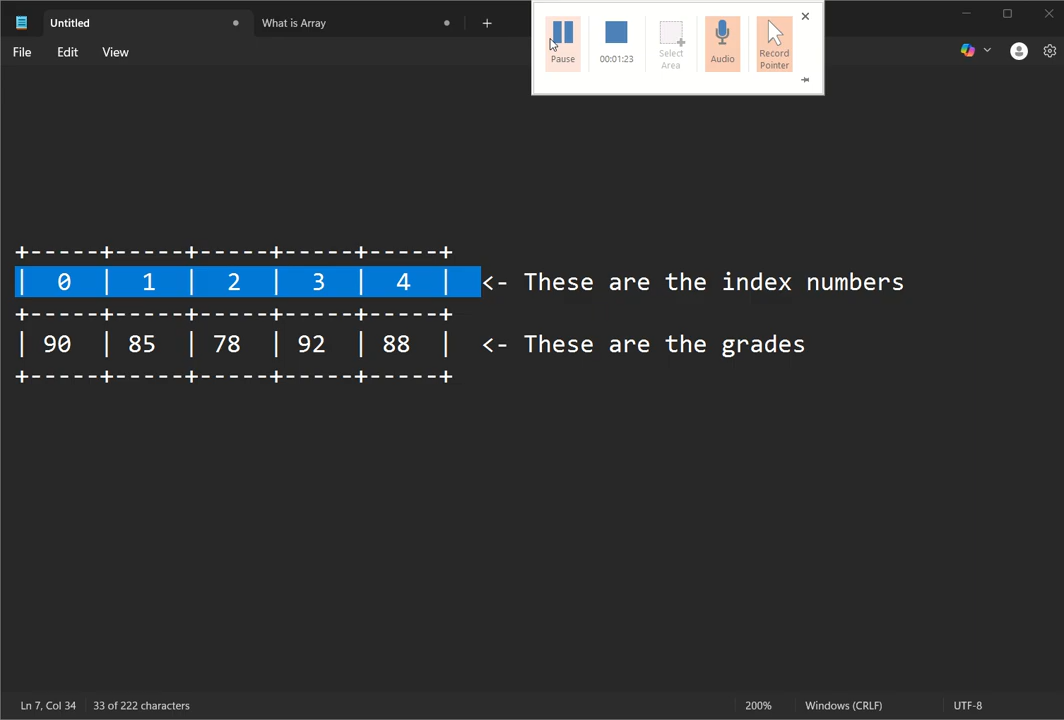 Untitled
What is Array
File Edit View
Pause
00:01:23
Select
Area
Audio
Record
Pointer
+-----+-----+-----+-----+-----+
|  0  |  1  |  2  |  3  |  4  |  <- These are the index numbers
+-----+-----+-----+-----+-----+
| 90  | 85  | 78  | 92  | 88  |  <- These are the grades
+-----+-----+-----+-----+-----+
Ln 7, Col 34 33 of 222 characters 200% Windows (CRLF) UTF-8